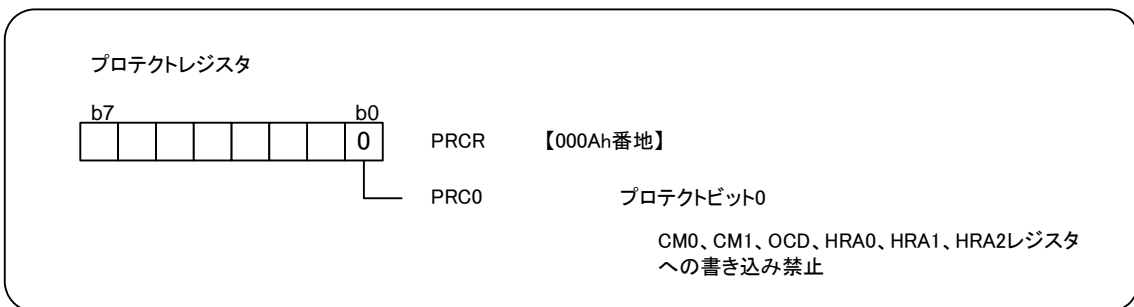 プロテクトレジスタ
b7 b0
0 PRCR 【000Ah番地】
PRC0 プロテクトビット0
CM0、CM1、OCD、HRA0、HRA1、HRA2レジスタ
への書き込み禁止